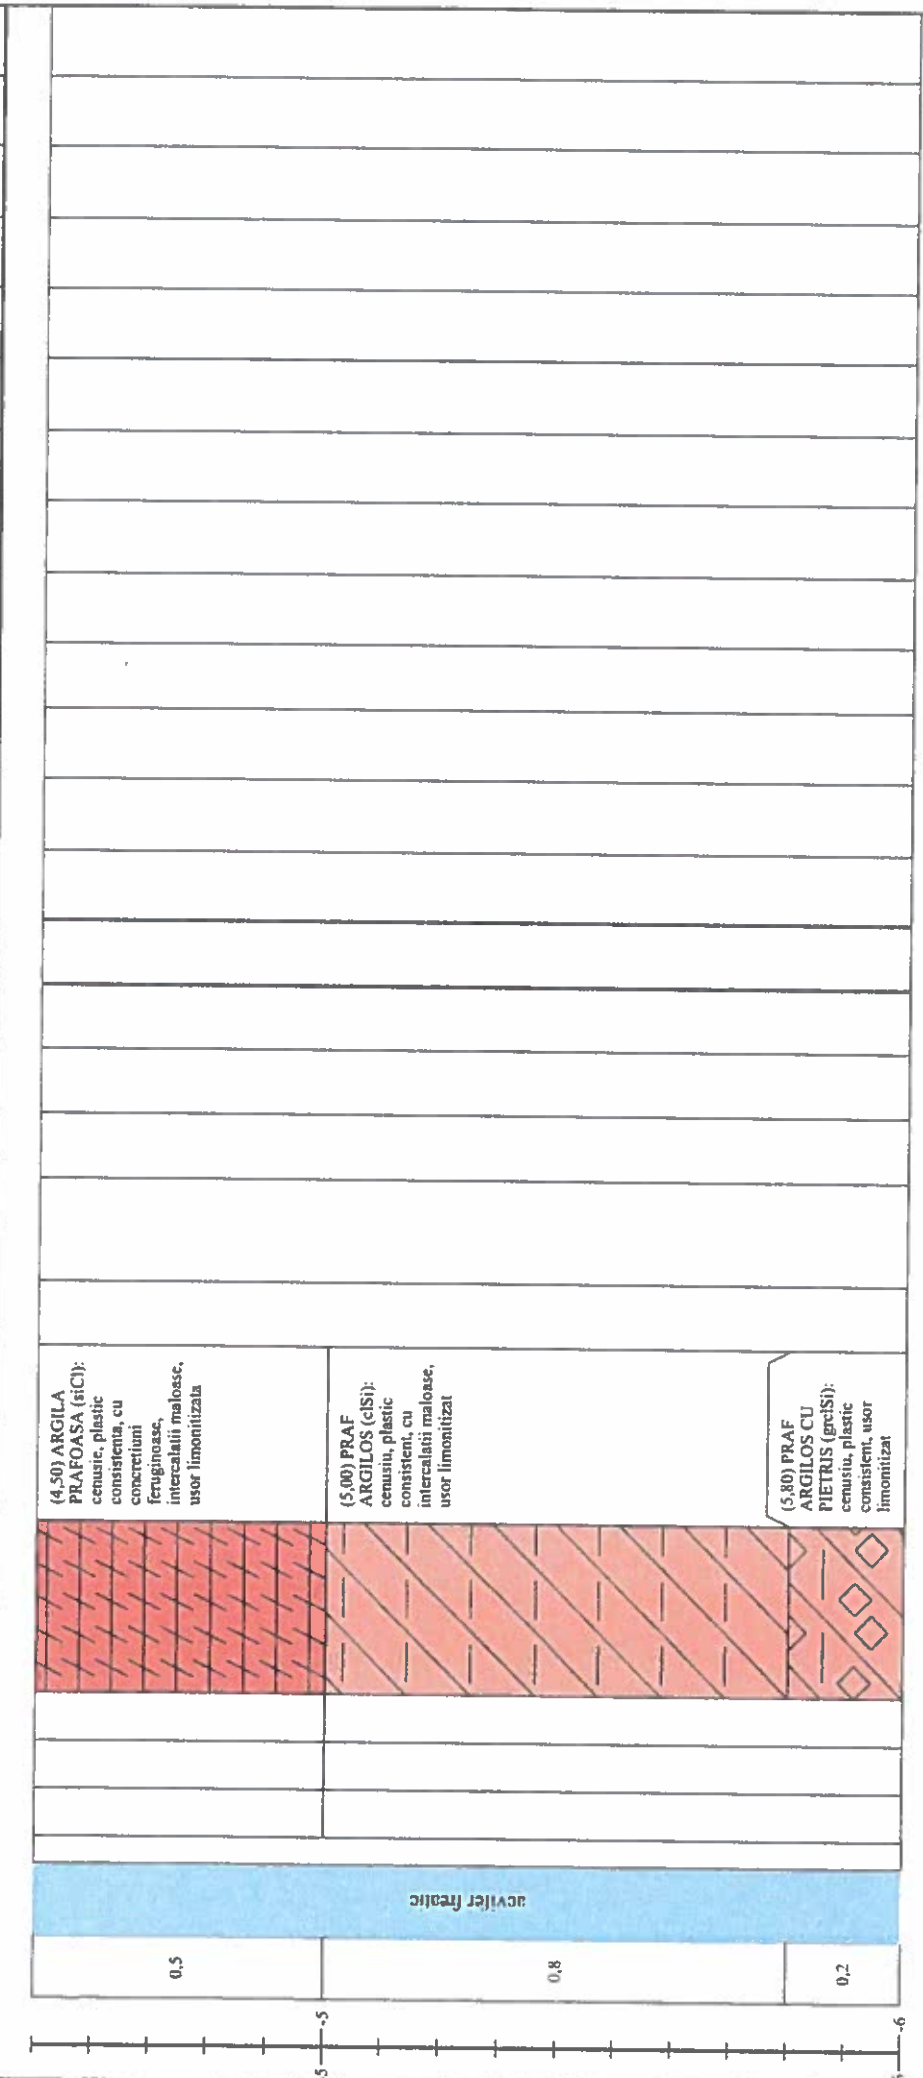 (4,50) ARGILA
PRAFOASA (siCl):
cenusie, plastic
consistenta, cu
concretiuni
feruginoase,
intercalatii maloase,
usor limonitizata
(5,00) PRAF
ARGILOS (clSi):
cenusiu, plastic
consistent, cu
intercalatii maloase,
usor limonitizat
(5,80) PRAF
ARGILOS CU
PIETRIS (grclSi):
cenusiu, plastic
consistent, usor
limonitizat
acvifer freatic
0,5
0,8
0,2
-5
-6